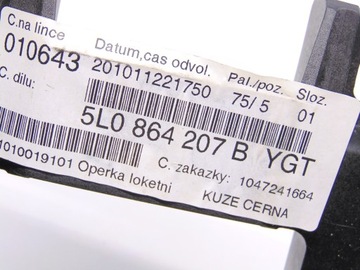 C.na lince Datum,cas odvol. Pal./poz. Sloz.
010643 201011221750 75/ 5 01
C. dilu:
5L0 864 207 B YGT
C. zakazky: 1047241664
1010019101 Operka loketni KUZE CERNA